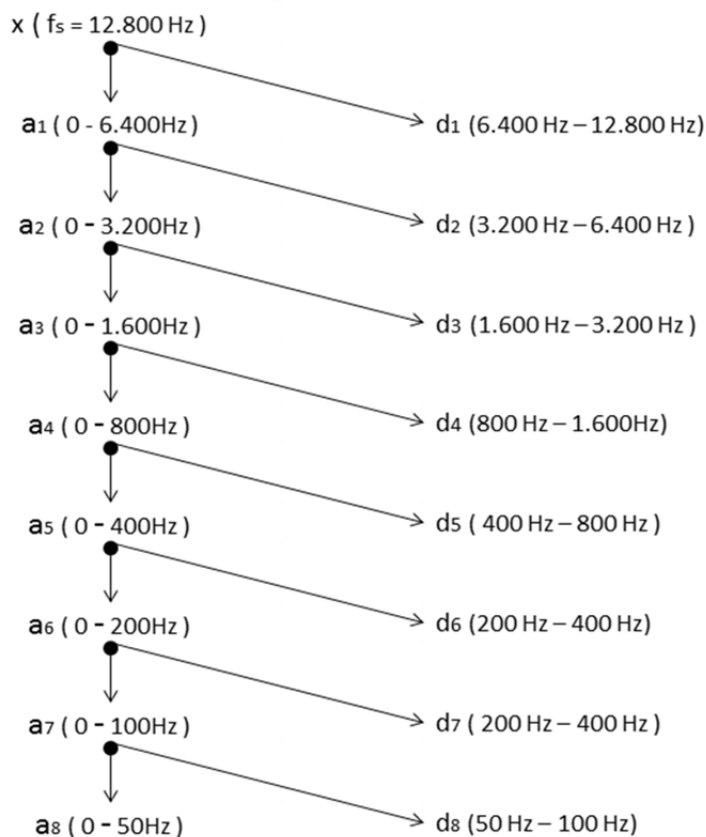 x ( fs = 12.800 Hz )
a1 ( 0 - 6.400Hz ) d1 (6.400 Hz – 12.800 Hz)
a2 ( 0 - 3.200Hz ) d2 (3.200 Hz – 6.400 Hz )
a3 ( 0 - 1.600Hz ) d3 (1.600 Hz – 3.200 Hz )
a4 ( 0 - 800Hz ) d4 (800 Hz – 1.600Hz)
a5 ( 0 - 400Hz ) d5 ( 400 Hz – 800 Hz )
a6 ( 0 - 200Hz ) d6 (200 Hz – 400 Hz)
a7 ( 0 - 100Hz ) d7 ( 200 Hz – 400 Hz )
a8 ( 0 - 50Hz ) d8 (50 Hz – 100 Hz)